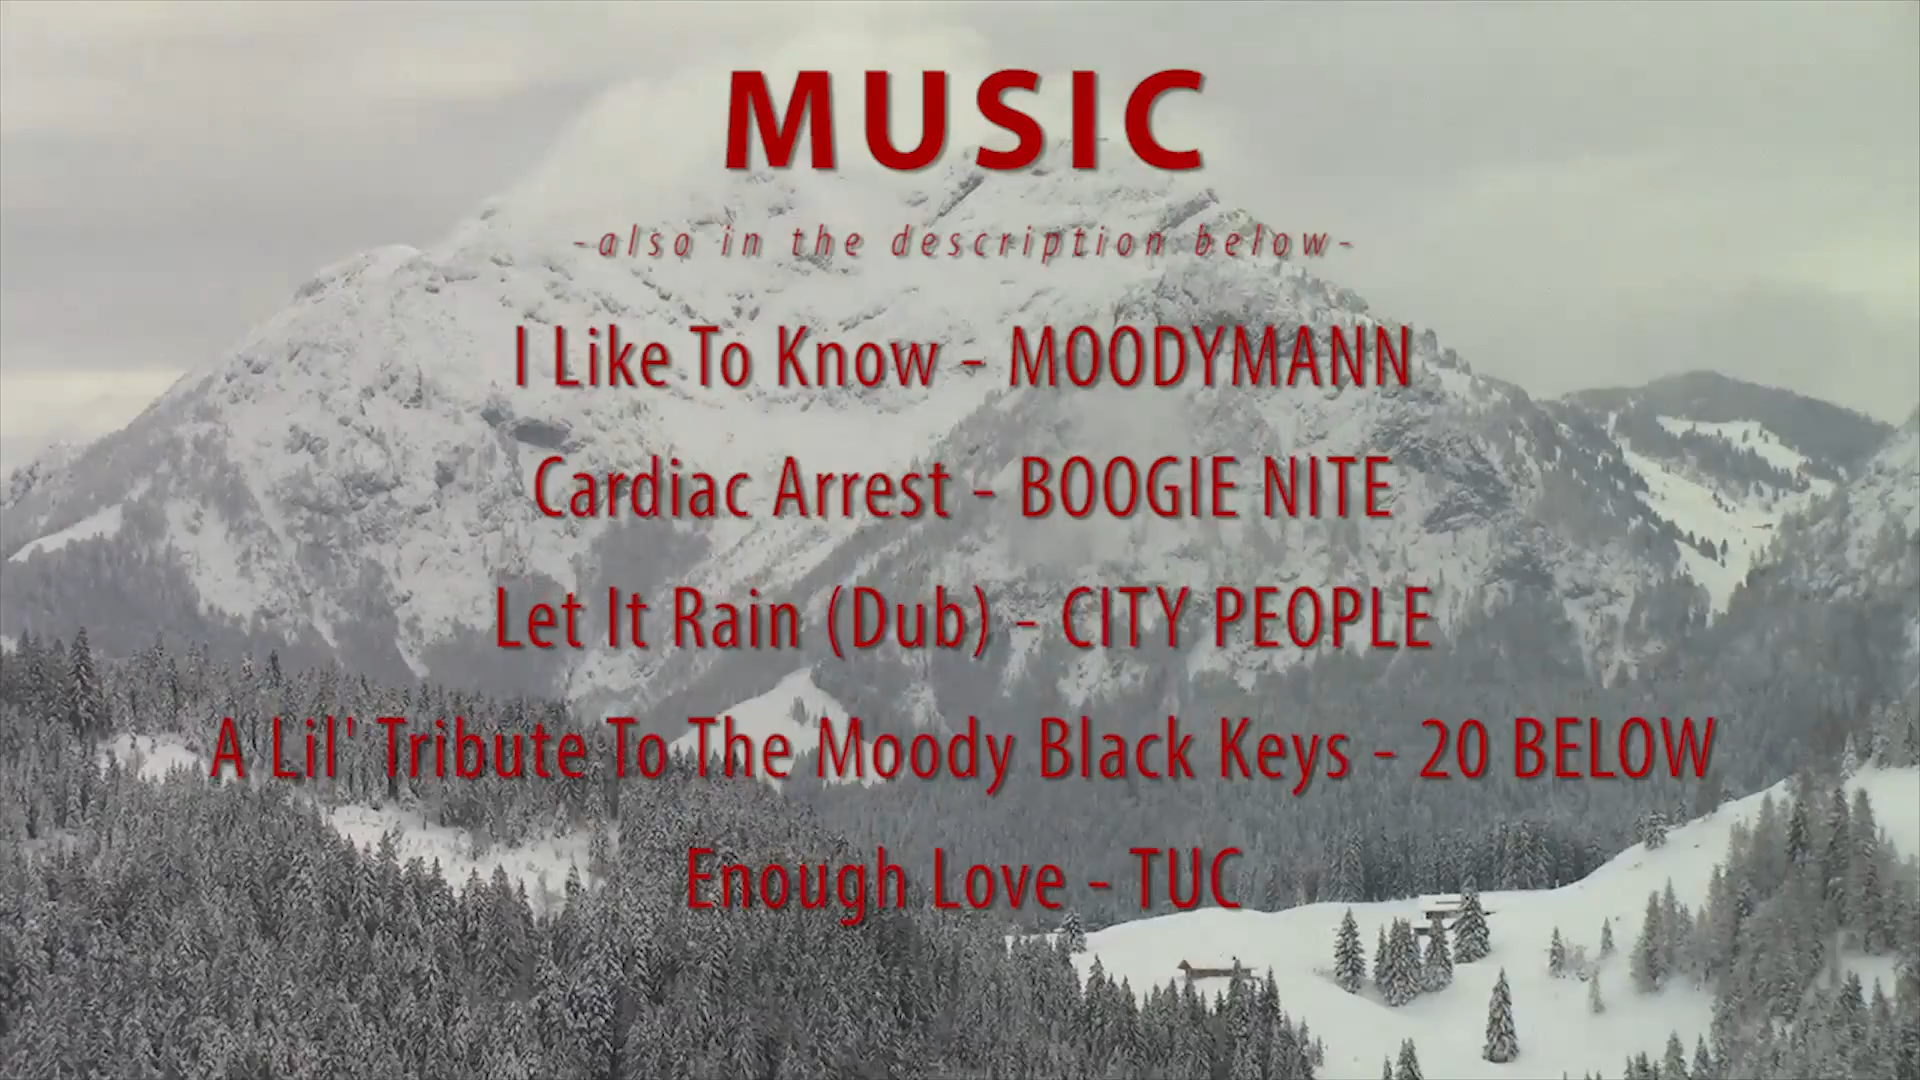 MUSIC
-also in the description below-
I Like To Know - MOODYMANN
Cardiac Arrest - BOOGIE NITE
Let It Rain (Dub) - CITY PEOPLE
A Lil' Tribute To The Moody Black Keys - 20 BELOW
Enough Love - TUC